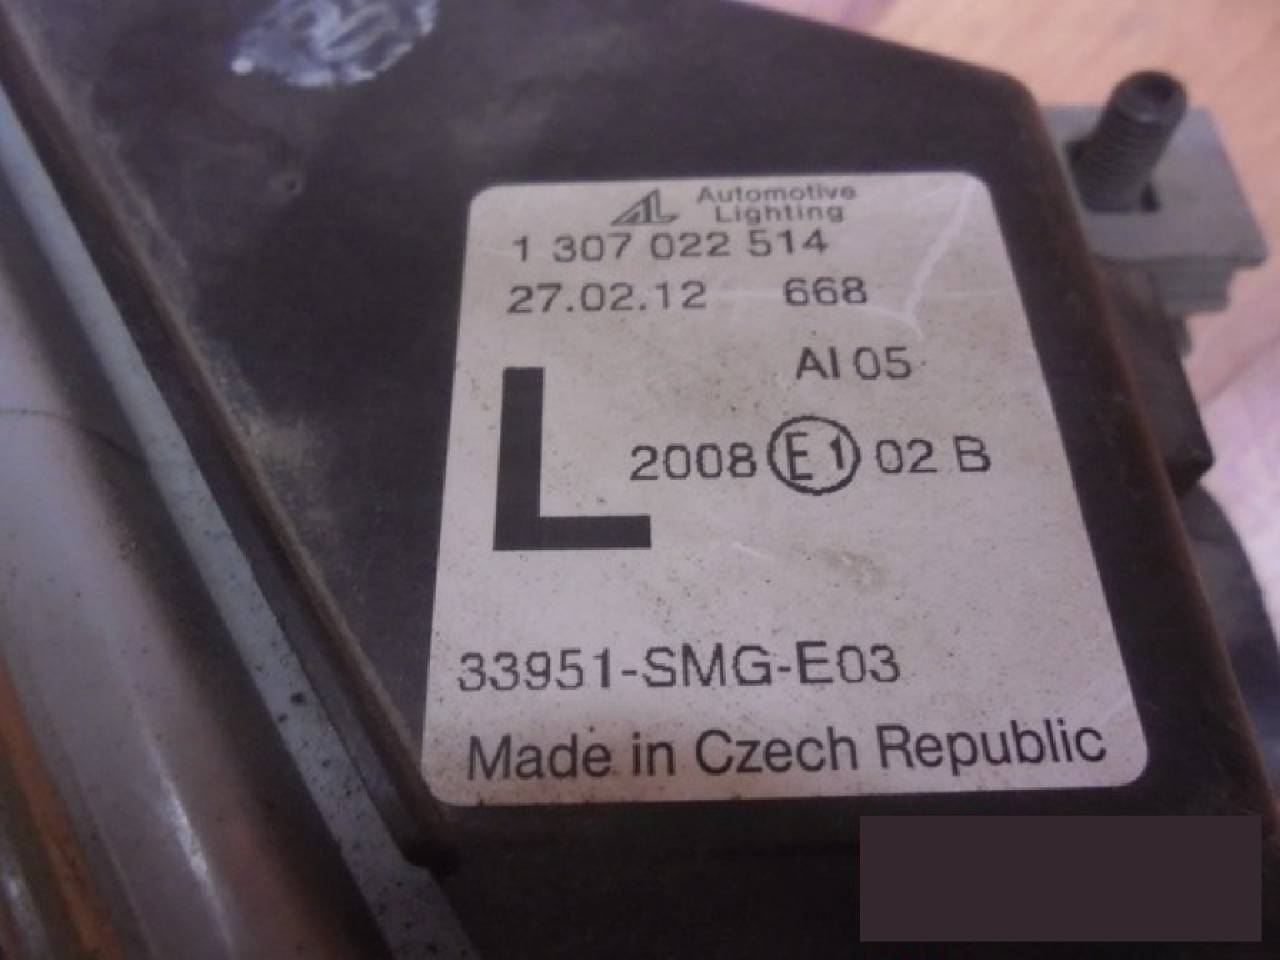 AL Automotive
Lighting
1 307 022 514
27.02.12 668
AI 05
L 2008 E1 02 B
33951-SMG-E03
Made in Czech Republic